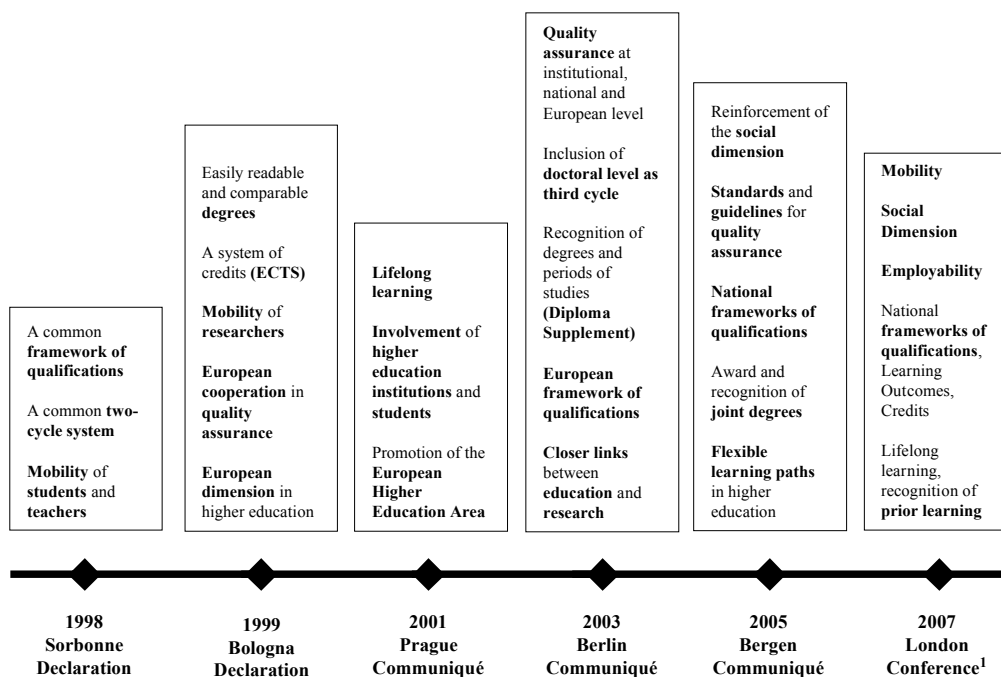 A common
framework of
qualifications
A common two-
cycle system
Mobility of
students and
teachers
Easily readable
and comparable
degrees
A system of
credits (ECTS)
Mobility of
researchers
European
cooperation in
quality
assurance
European
dimension in
higher education
Lifelong
learning
Involvement of
higher
education
institutions and
students
Promotion of the
European
Higher
Education Area
Quality
assurance at
institutional,
national and
European level
Inclusion of
doctoral level as
third cycle
Recognition of
degrees and
periods of
studies
(Diploma
Supplement)
European
framework of
qualifications
Closer links
between
education and
research
Reinforcement of
the social
dimension
Standards and
guidelines for
quality
assurance
National
frameworks of
qualifications
Award and
recognition of
joint degrees
Flexible
learning paths
in higher
education
Mobility
Social
Dimension
Employability
National
frameworks of
qualifications,
Learning
Outcomes,
Credits
Lifelong
learning,
recognition of
prior learning
1998
Sorbonne
Declaration
1999
Bologna
Declaration
2001
Prague
Communiqué
2003
Berlin
Communiqué
2005
Bergen
Communiqué
2007
London
Conference¹